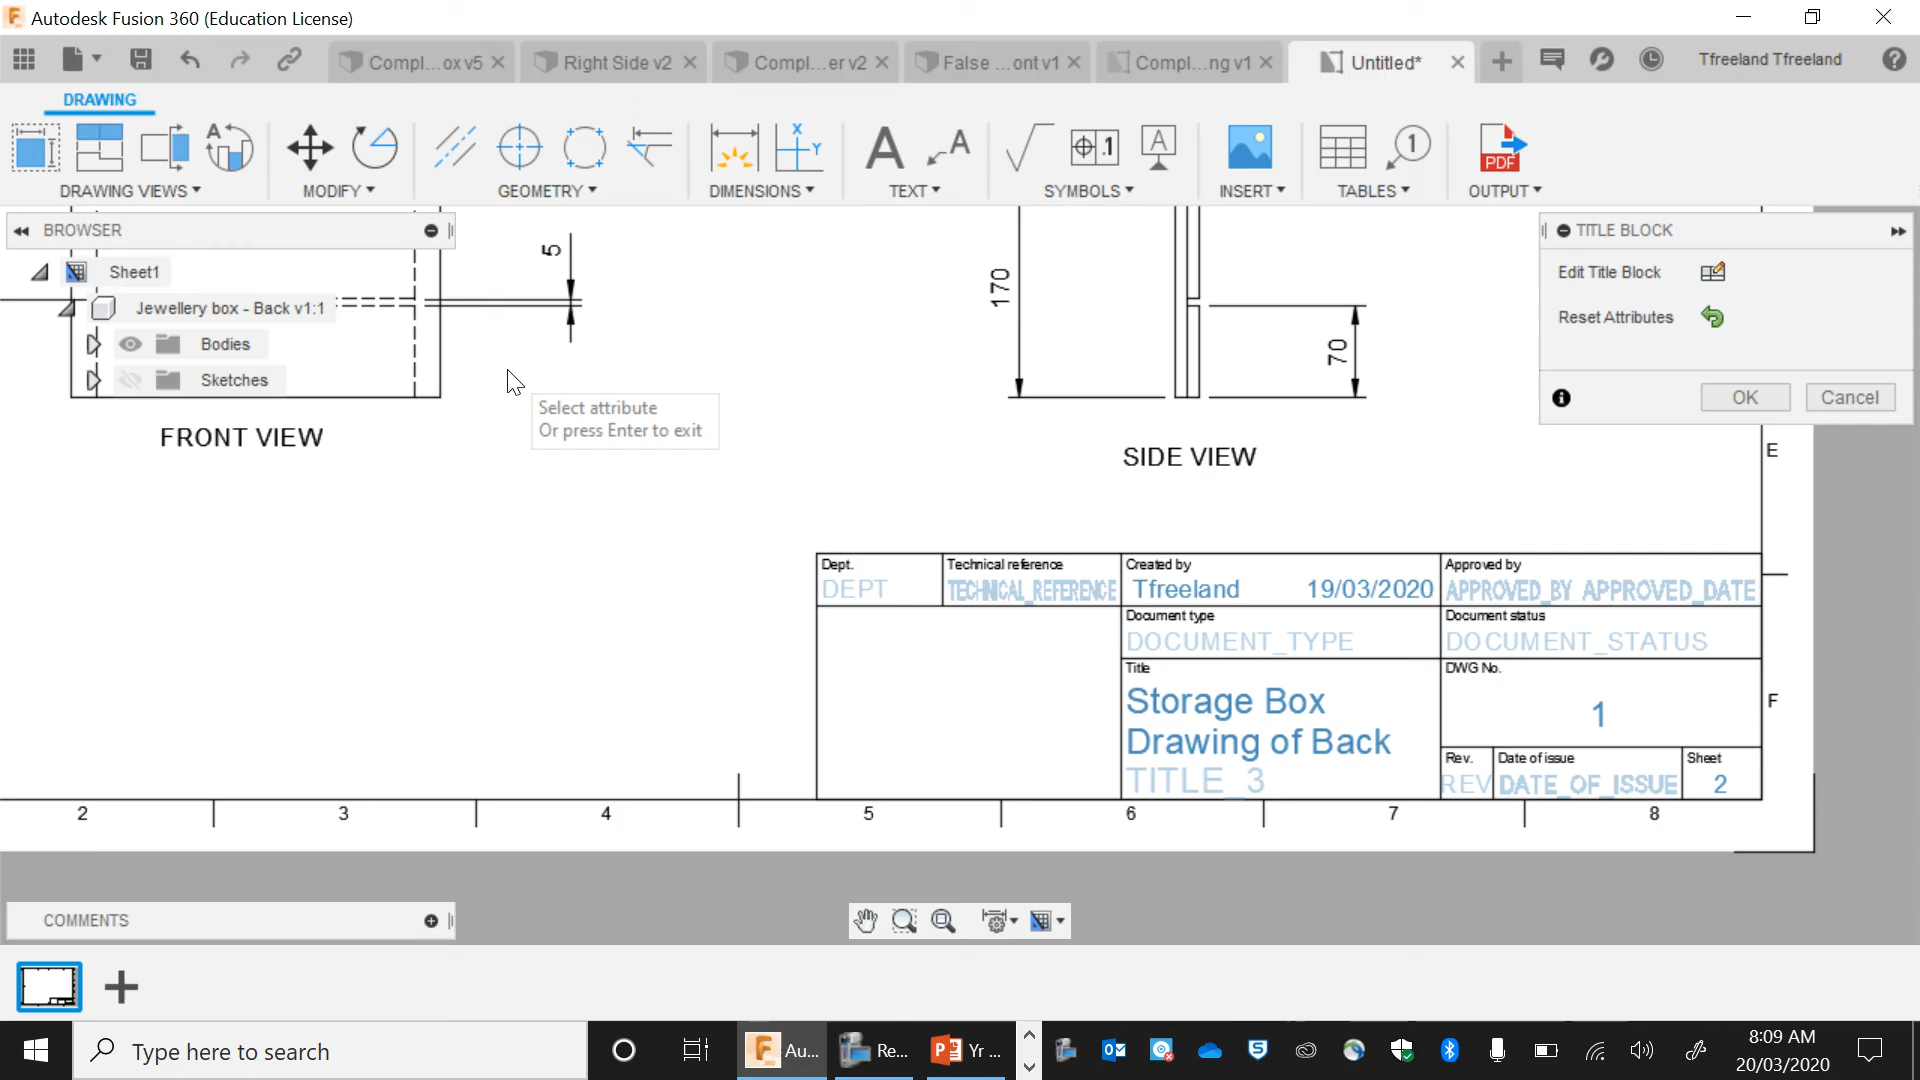 Autodesk Fusion 360 (Education License)
Compl...ox v5
Right Side v2
Compl...er v2
False ...ont v1
Compl...ng v1
Untitled*
Tfreeland Tfreeland
DRAWING
DRAWING VIEWS
MODIFY
GEOMETRY
DIMENSIONS
TEXT
SYMBOLS
INSERT
TABLES
OUTPUT
BROWSER
Sheet1
Jewellery box - Back v1:1
Bodies
Sketches
5
170
70
FRONT VIEW
SIDE VIEW
Select attribute
Or press Enter to exit
TITLE BLOCK
Edit Title Block
Reset Attributes
OK
Cancel
E
F
Dept.
DEPT
Technical reference
TECHNICAL_REFERENCE
Created by
Tfreeland 19/03/2020
Approved by
APPROVED_BY APPROVED_DATE
Document type
DOCUMENT_TYPE
Document status
DOCUMENT_STATUS
Title
Storage Box
Drawing of Back
TITLE_3
DWG No.
1
Rev.
REV
Date of issue
DATE_OF_ISSUE
Sheet
2
2 3 4 5 6 7 8
COMMENTS
Type here to search
Au...
Re...
Yr ...
8:09 AM
20/03/2020